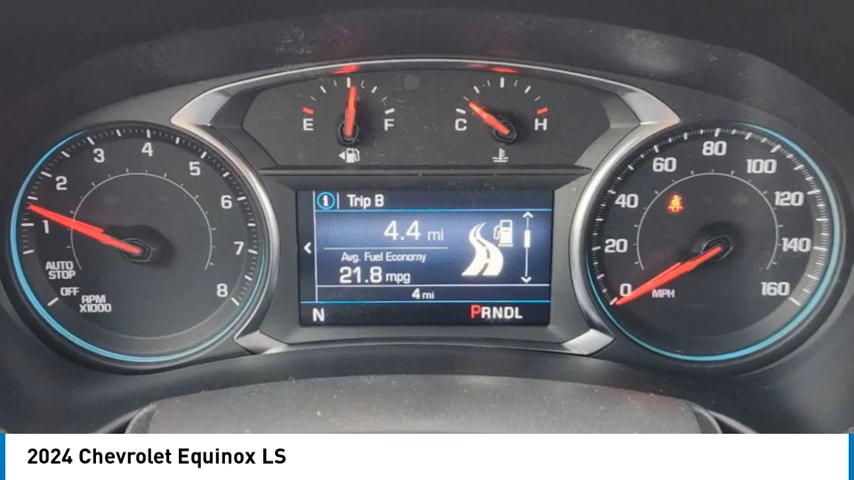 E F
C H
1 2 3 4 5 6 7 8
AUTO
STOP
OFF
RPM
X1000
i Trip B
4.4 mi
Avg. Fuel Economy
21.8 mpg
4 mi
N PRNDL
0 20 40 60 80 100 120 140 160
MPH
2024 Chevrolet Equinox LS